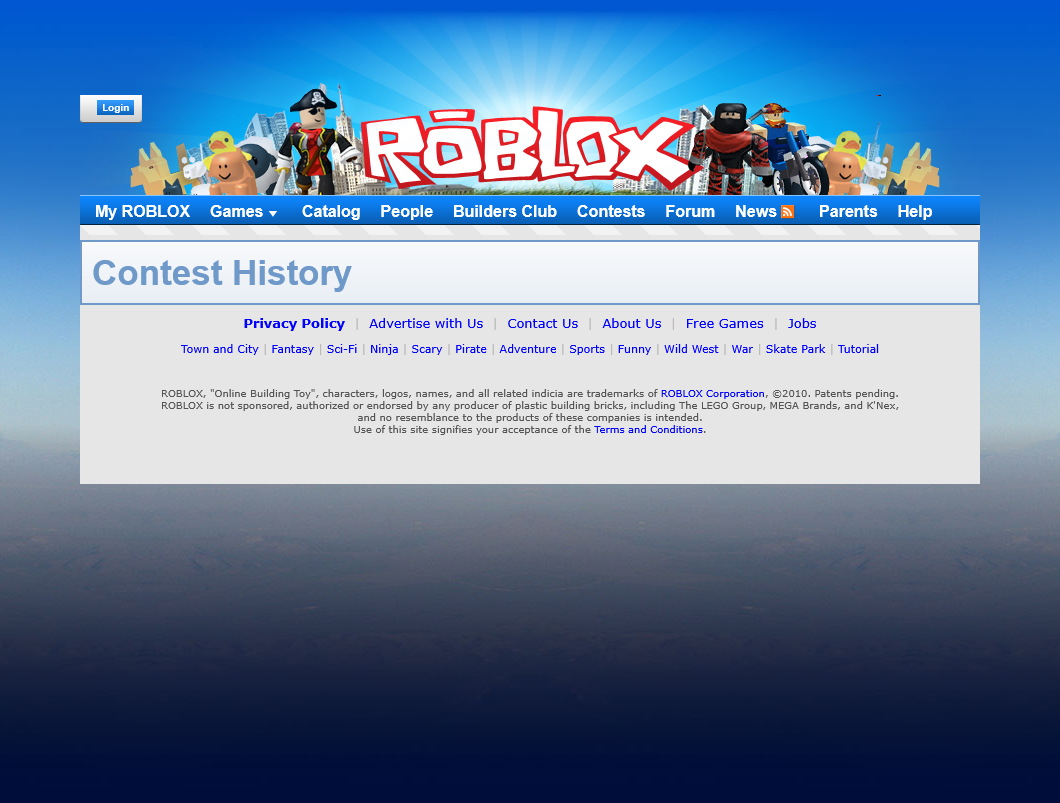 Login
RŌBLOX
My ROBLOX Games Catalog People Builders Club Contests Forum News Parents Help
Contest History
Privacy Policy | Advertise with Us | Contact Us | About Us | Free Games | Jobs
Town and City | Fantasy | Sci-Fi | Ninja | Scary | Pirate | Adventure | Sports | Funny | Wild West | War | Skate Park | Tutorial
ROBLOX, "Online Building Toy", characters, logos, names, and all related indicia are trademarks of ROBLOX Corporation, ©2010. Patents pending.
ROBLOX is not sponsored, authorized or endorsed by any producer of plastic building bricks, including The LEGO Group, MEGA Brands, and K'Nex,
and no resemblance to the products of these companies is intended.
Use of this site signifies your acceptance of the Terms and Conditions.